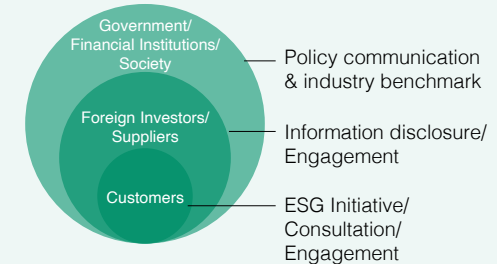 Government/
Financial Institutions/
Society
Policy communication
& industry benchmark
Foreign Investors/
Suppliers
Information disclosure/
Engagement
Customers
ESG Initiative/
Consultation/
Engagement